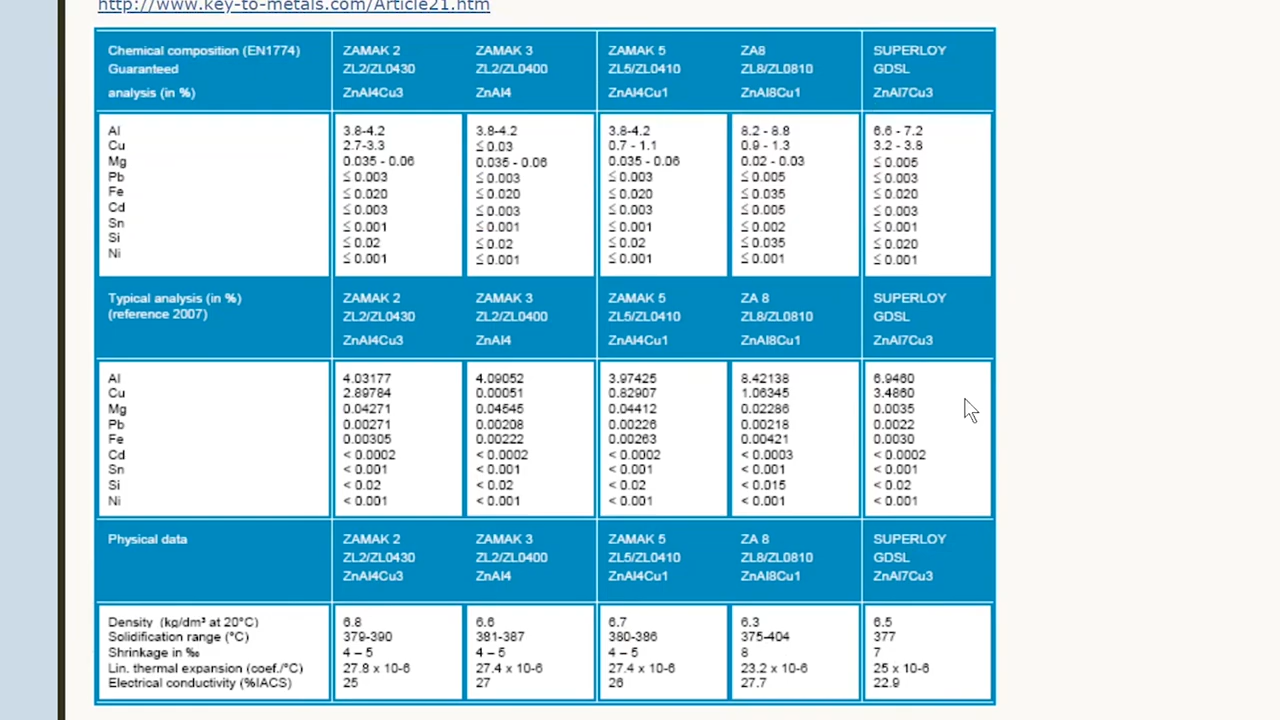 http://www.key-to-metals.com/Article21.htm
Chemical composition (EN1774) ZAMAK 2 ZAMAK 3 ZAMAK 5 ZA8 SUPERLOY
Guaranteed ZL2/ZL0430 ZL2/ZL0400 ZL5/ZL0410 ZL8/ZL0810 GDSL
analysis (in %) ZnAl4Cu3 ZnAl4 ZnAl4Cu1 ZnAl8Cu1 ZnAl7Cu3
Al 3.8-4.2 3.8-4.2 3.8-4.2 8.2 - 8.8 6.6 - 7.2
Cu 2.7-3.3 ≤ 0.03 0.7 - 1.1 0.9 - 1.3 3.2 - 3.8
Mg 0.035 - 0.06 0.035 - 0.06 0.035 - 0.06 0.02 - 0.03 ≤ 0.005
Pb ≤ 0.003 ≤ 0.003 ≤ 0.003 ≤ 0.005 ≤ 0.003
Fe ≤ 0.020 ≤ 0.020 ≤ 0.020 ≤ 0.035 ≤ 0.020
Cd ≤ 0.003 ≤ 0.003 ≤ 0.003 ≤ 0.005 ≤ 0.003
Sn ≤ 0.001 ≤ 0.001 ≤ 0.001 ≤ 0.002 ≤ 0.001
Si ≤ 0.02 ≤ 0.02 ≤ 0.02 ≤ 0.035 ≤ 0.020
Ni ≤ 0.001 ≤ 0.001 ≤ 0.001 ≤ 0.001 ≤ 0.001
Typical analysis (in %) ZAMAK 2 ZAMAK 3 ZAMAK 5 ZA 8 SUPERLOY
(reference 2007) ZL2/ZL0430 ZL2/ZL0400 ZL5/ZL0410 ZL8/ZL0810 GDSL
ZnAl4Cu3 ZnAl4 ZnAl4Cu1 ZnAl8Cu1 ZnAl7Cu3
Al 4.03177 4.09052 3.97425 8.42138 6.9460
Cu 2.89784 0.00051 0.82907 1.06345 3.4860
Mg 0.04271 0.04545 0.04412 0.02286 0.0035
Pb 0.00271 0.00208 0.00226 0.00218 0.0022
Fe 0.00305 0.00222 0.00263 0.00421 0.0030
Cd < 0.0002 < 0.0002 < 0.0002 < 0.0003 < 0.0002
Sn < 0.001 < 0.001 < 0.001 < 0.001 < 0.001
Si < 0.02 < 0.02 < 0.02 < 0.015 < 0.02
Ni < 0.001 < 0.001 < 0.001 < 0.001 < 0.001
Physical data ZAMAK 2 ZAMAK 3 ZAMAK 5 ZA 8 SUPERLOY
ZL2/ZL0430 ZL2/ZL0400 ZL5/ZL0410 ZL8/ZL0810 GDSL
ZnAl4Cu3 ZnAl4 ZnAl4Cu1 ZnAl8Cu1 ZnAl7Cu3
Density (kg/dm³ at 20°C) 6.8 6.6 6.7 6.3 6.5
Solidification range (°C) 379-390 381-387 380-386 375-404 377
Shrinkage in ‰ 4 – 5 4 – 5 4 – 5 8 7
Lin. thermal expansion (coef./°C) 27.8 x 10-6 27.4 x 10-6 27.4 x 10-6 23.2 x 10-6 25 x 10-6
Electrical conductivity (%IACS) 25 27 26 27.7 22.9